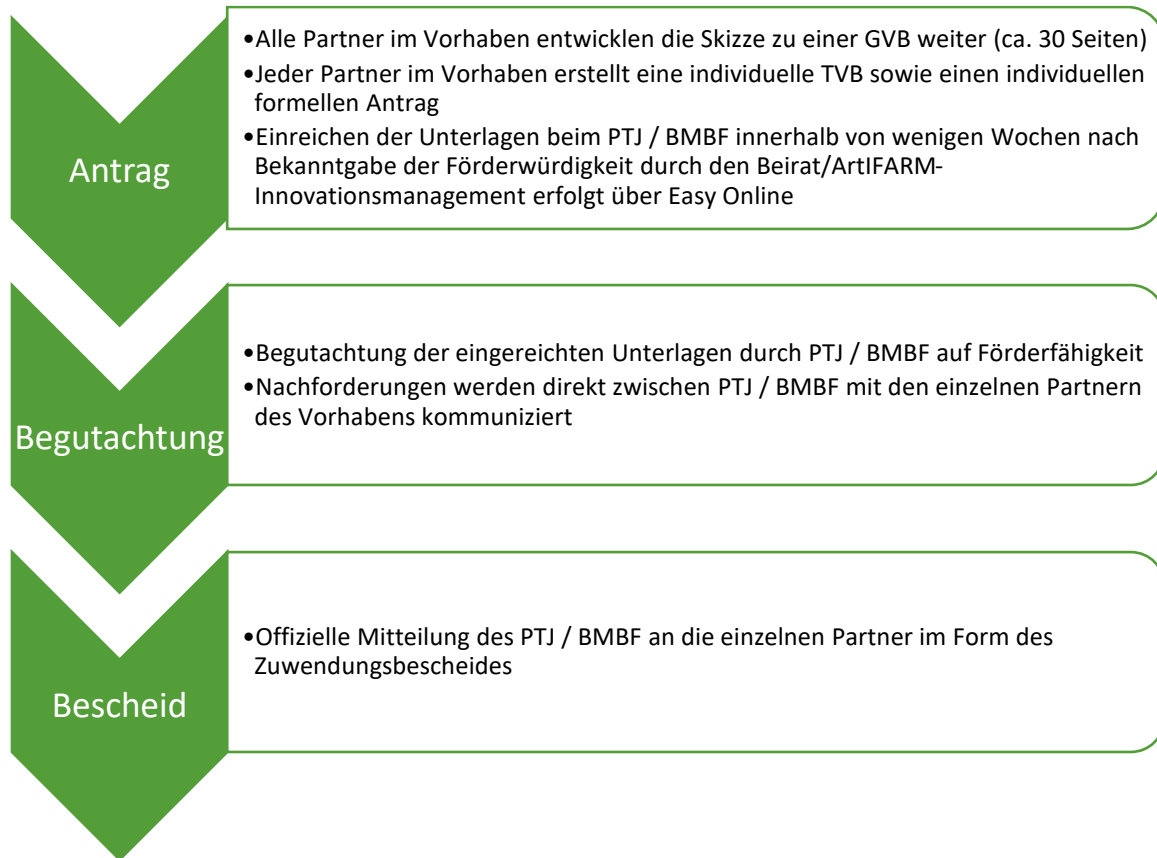 Antrag
•Alle Partner im Vorhaben entwicklen die Skizze zu einer GVB weiter (ca. 30 Seiten)
•Jeder Partner im Vorhaben erstellt eine individuelle TVB sowie einen individuellen
formellen Antrag
•Einreichen der Unterlagen beim PTJ / BMBF innerhalb von wenigen Wochen nach
Bekanntgabe der Förderwürdigkeit durch den Beirat/ArtIFARM-
Innovationsmanagement erfolgt über Easy Online
Begutachtung
•Begutachtung der eingereichten Unterlagen durch PTJ / BMBF auf Förderfähigkeit
•Nachforderungen werden direkt zwischen PTJ / BMBF mit den einzelnen Partnern
des Vorhabens kommuniziert
Bescheid
•Offizielle Mitteilung des PTJ / BMBF an die einzelnen Partner im Form des
Zuwendungsbescheides